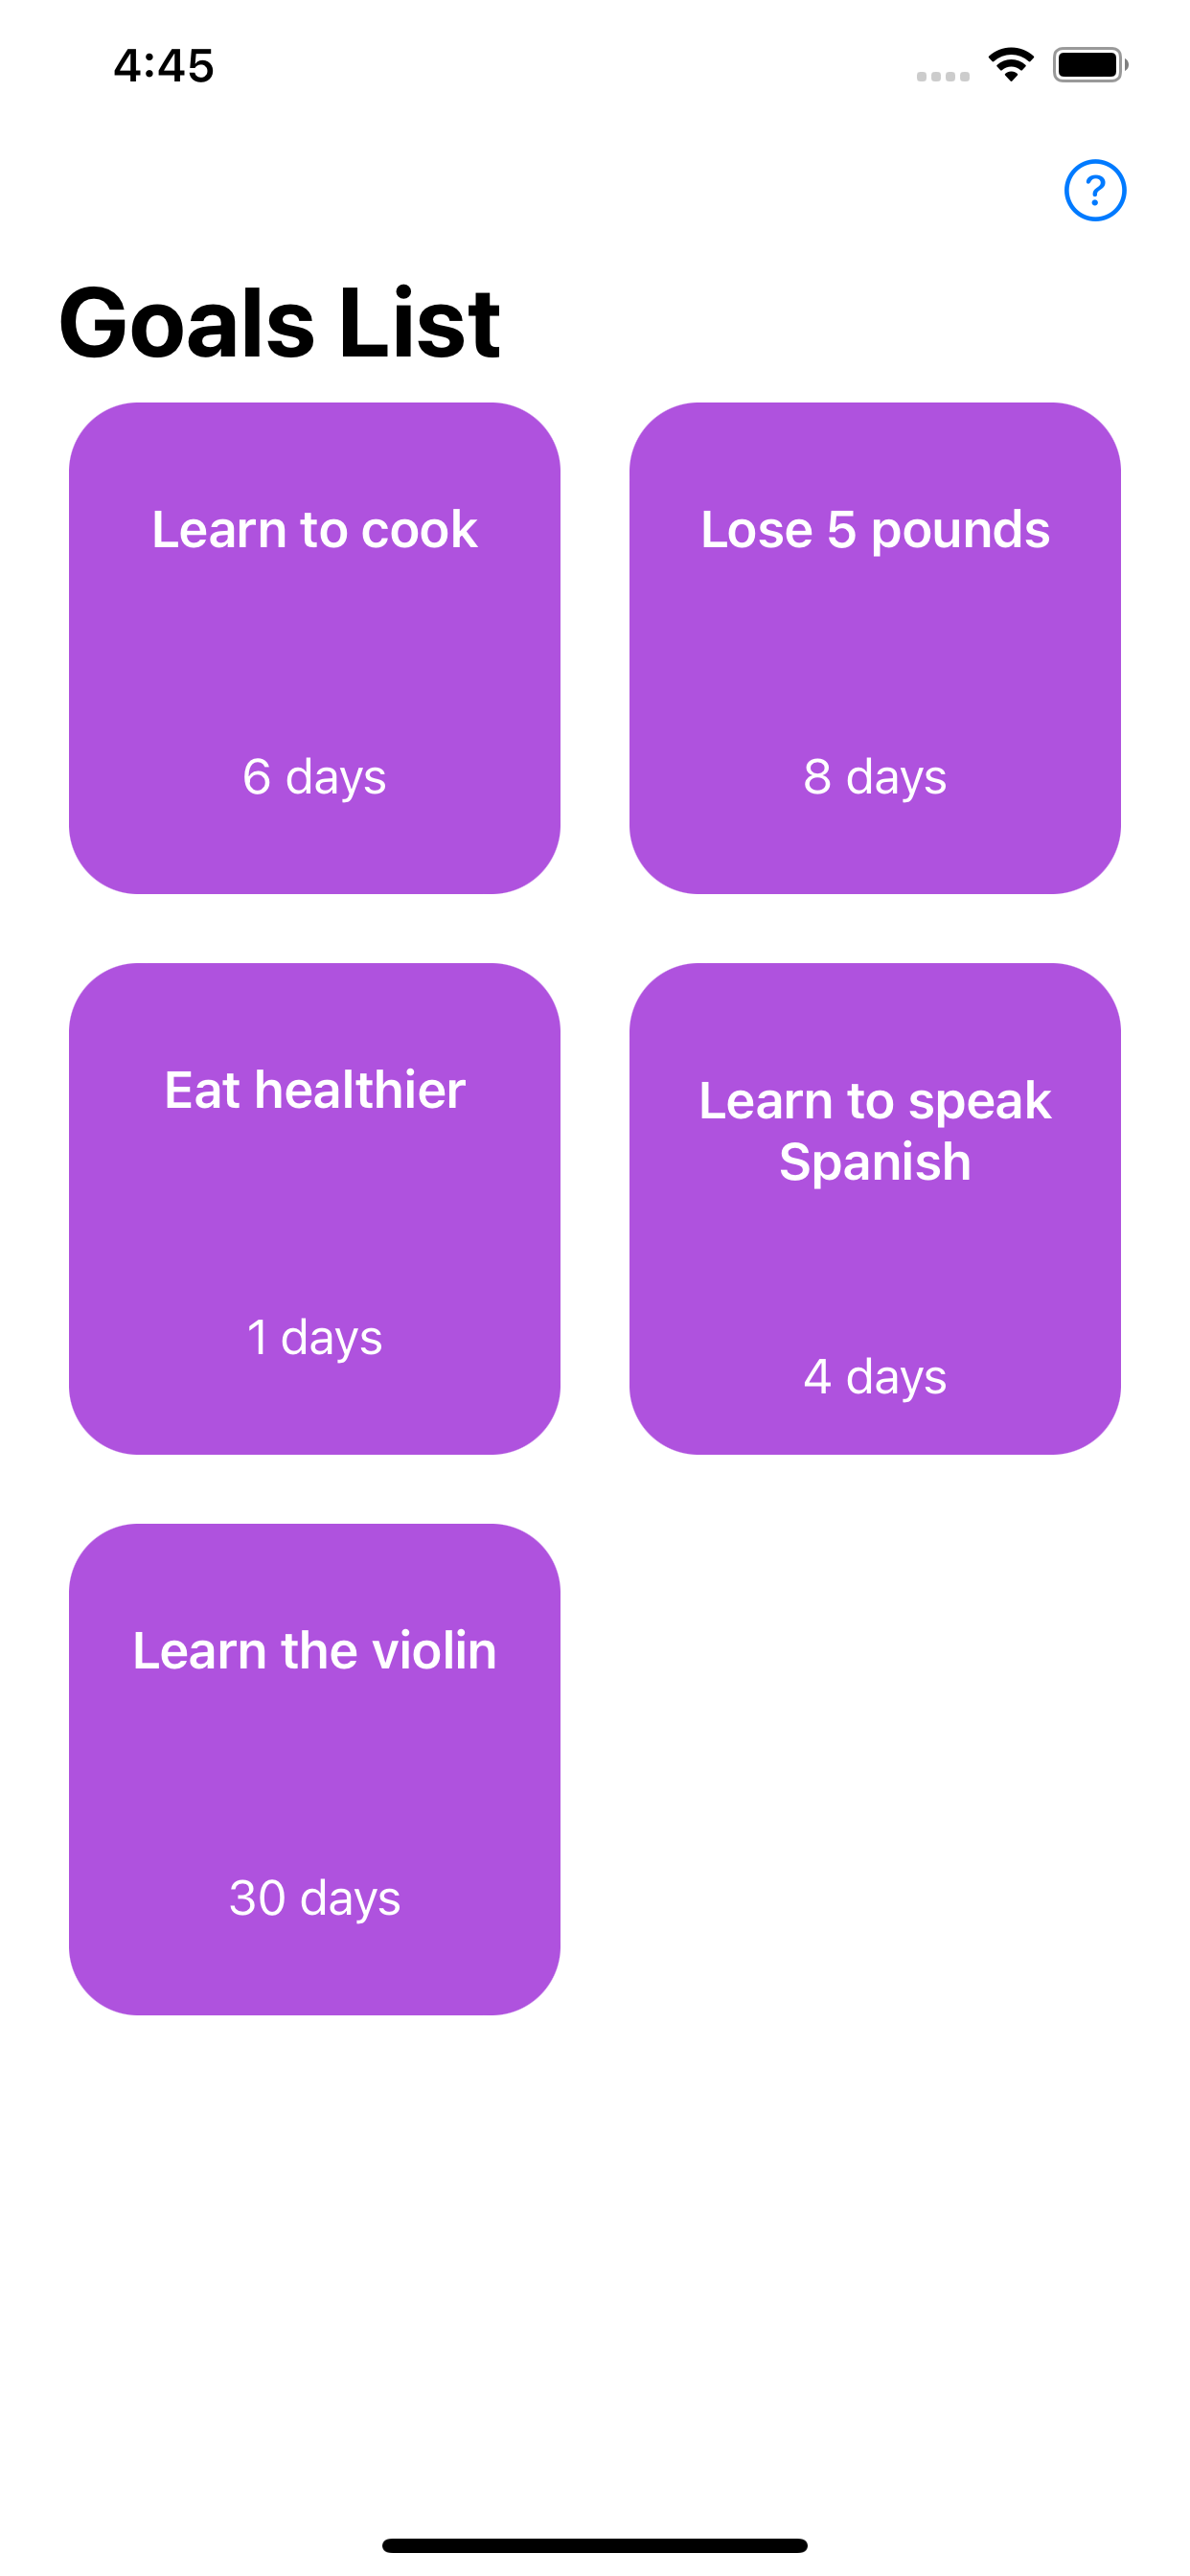 4:45
?
Goals List
Learn to cook
6 days
Lose 5 pounds
8 days
Eat healthier
1 days
Learn to speak
Spanish
4 days
Learn the violin
30 days